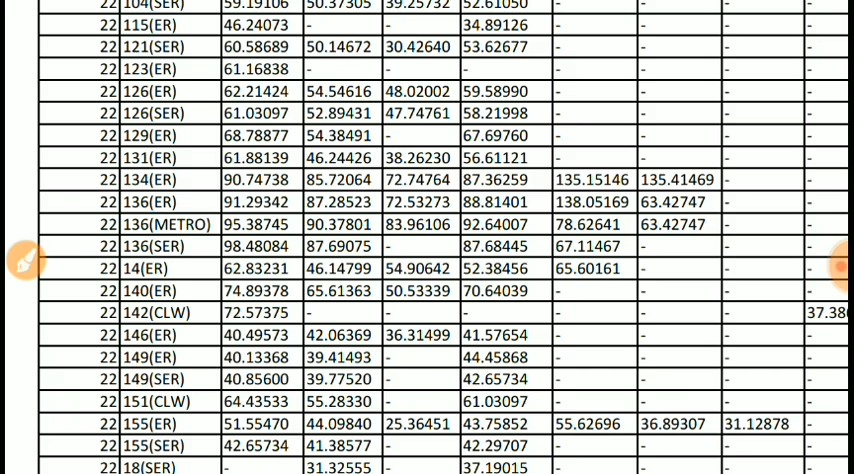 22 104(SER) 59.19106 50.37305 39.25732 52.61050 - - - -
22 115(ER) 46.24073 - - 34.89126 - - - -
22 121(SER) 60.58689 50.14672 30.42640 53.62677 - - - -
22 123(ER) 61.16838 - - - - - - -
22 126(ER) 62.21424 54.54616 48.02002 59.58990 - - - -
22 126(SER) 61.03097 52.89431 47.74761 58.21998 - - - -
22 129(ER) 68.78877 54.38491 - 67.69760 - - - -
22 131(ER) 61.88139 46.24426 38.26230 56.61121 - - - -
22 134(ER) 90.74738 85.72064 72.74764 87.36259 135.15146 135.41469 - -
22 136(ER) 91.29342 87.28523 72.53273 88.81401 138.05169 63.42747 - -
22 136(METRO) 95.38745 90.37801 83.96106 92.64007 78.62641 63.42747 - -
22 136(SER) 98.48084 87.69075 - 87.68445 67.11467 - - -
22 14(ER) 62.83231 46.14799 54.90642 52.38456 65.60161 - - -
22 140(ER) 74.89378 65.61363 50.53339 70.64039 - - - -
22 142(CLW) 72.57375 - - - - - - 37.380
22 146(ER) 40.49573 42.06369 36.31499 41.57654 - - - -
22 149(ER) 40.13368 39.41493 - 44.45868 - - - -
22 149(SER) 40.85600 39.77520 - 42.65734 - - - -
22 151(CLW) 64.43533 55.28330 - 61.03097 - - - -
22 155(ER) 51.55470 44.09840 25.36451 43.75852 55.62696 36.89307 31.12878 -
22 155(SER) 42.65734 41.38577 - 42.29707 - - - -
22 18(SER) - 31.32555 - 37.19015 - - - -